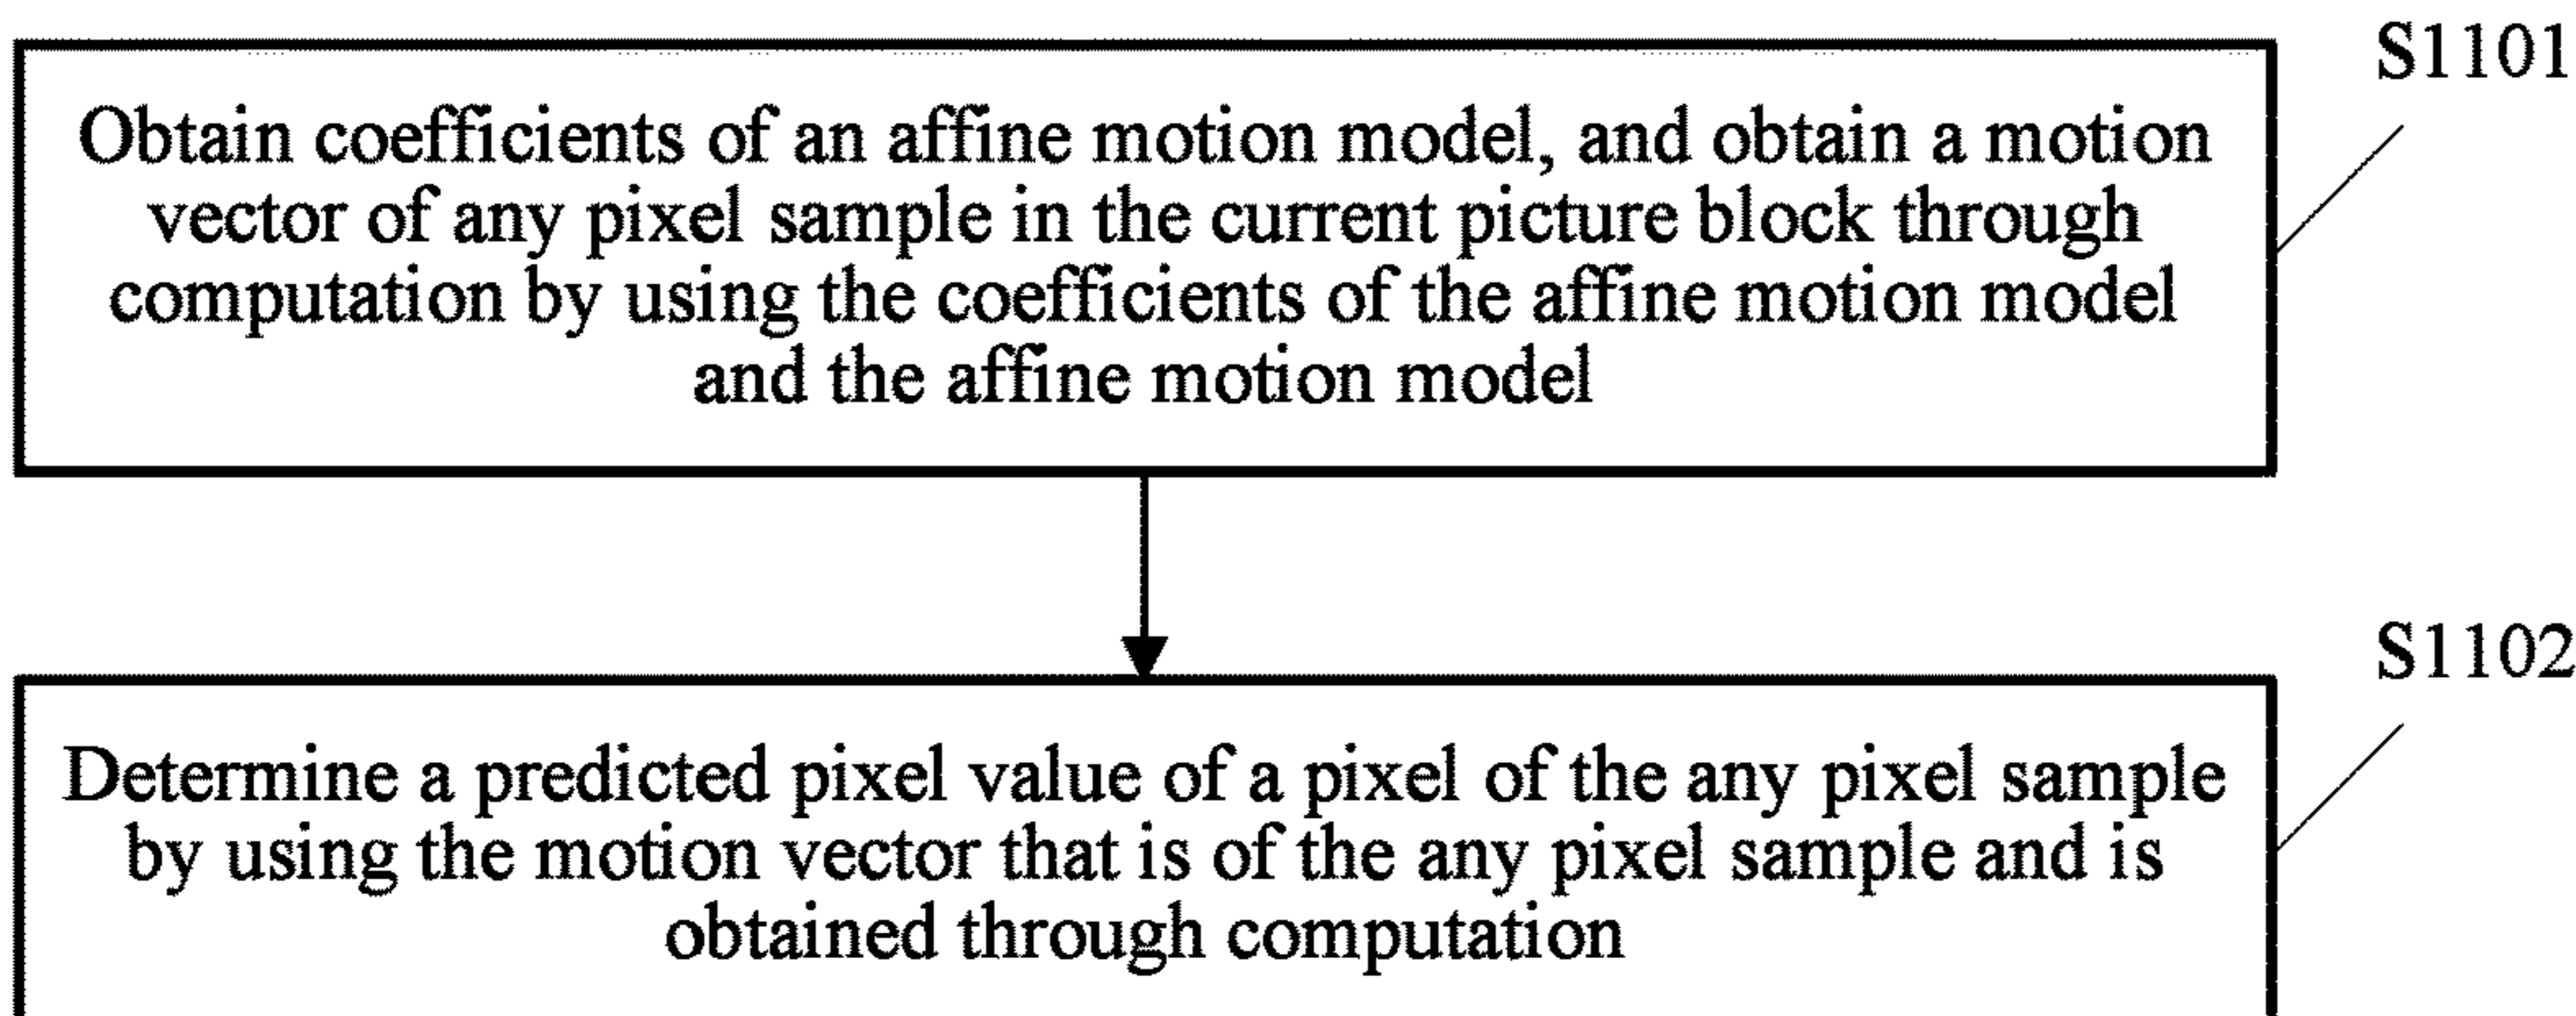 S1101
Obtain coefficients of an affine motion model, and obtain a motion
vector of any pixel sample in the current picture block through
computation by using the coefficients of the affine motion model
and the affine motion model
S1102
Determine a predicted pixel value of a pixel of the any pixel sample
by using the motion vector that is of the any pixel sample and is
obtained through computation